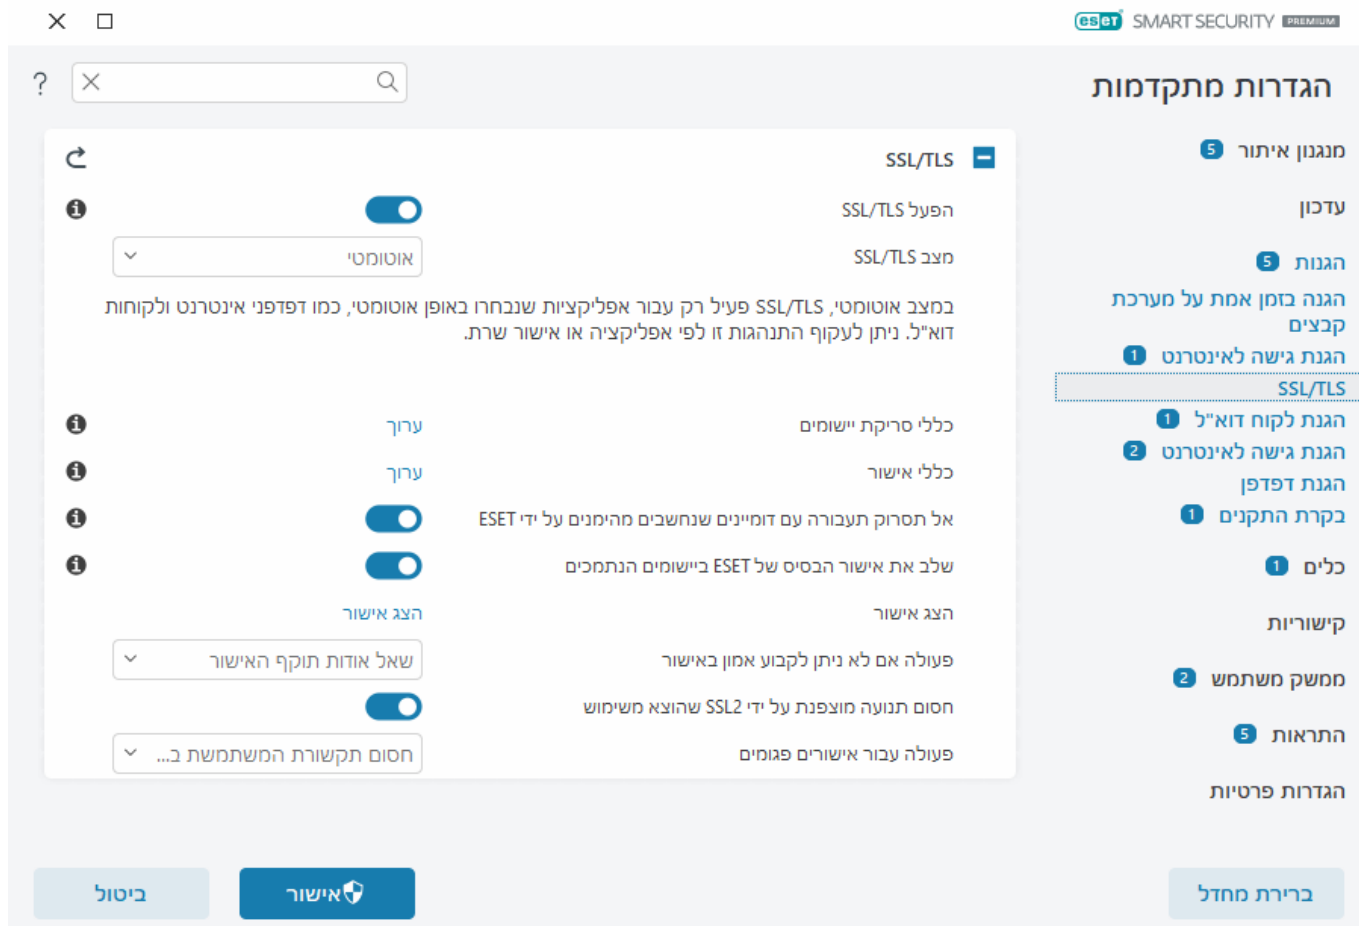 eset SMART SECURITY PREMIUM
הגדרות מתקדמות
?
מנגנון איתור 5
עדכון
הגנות 5
הגנה בזמן אמת על מערכת
קבצים
הגנת גישה לאינטרנט 1
SSL/TLS
הגנת לקוח דוא"ל 1
הגנת גישה לאינטרנט 2
הגנת דפדפן
בקרת התקנים 1
כלים 1
קישוריות
ממשק משתמש 2
התראות 5
הגדרות פרטיות
SSL/TLS
הפעל SSL/TLS
מצב SSL/TLS אוטומטי
במצב אוטומטי, SSL/TLS פעיל רק עבור אפליקציות שנבחרו באופן אוטומטי, כמו דפדפני אינטרנט ולקוחות
דוא"ל. ניתן לעקוף התנהגות זו לפי אפליקציה או אישור שרת.
כללי סריקת יישומים ערוך
כללי אישור ערוך
אל תסרוק תעבורה עם דומיינים שנחשבים מהימנים על ידי ESET
שלב את אישור הבסיס של ESET ביישומים הנתמכים
הצג אישור הצג אישור
פעולה אם לא ניתן לקבוע אמון באישור שאל אודות תוקף האישור
חסום תנועה מוצפנת על ידי SSL2 שהוצא משימוש
פעולה עבור אישורים פגומים חסום תקשורת המשתמשת ב...
ברירת מחדל
אישור
ביטול